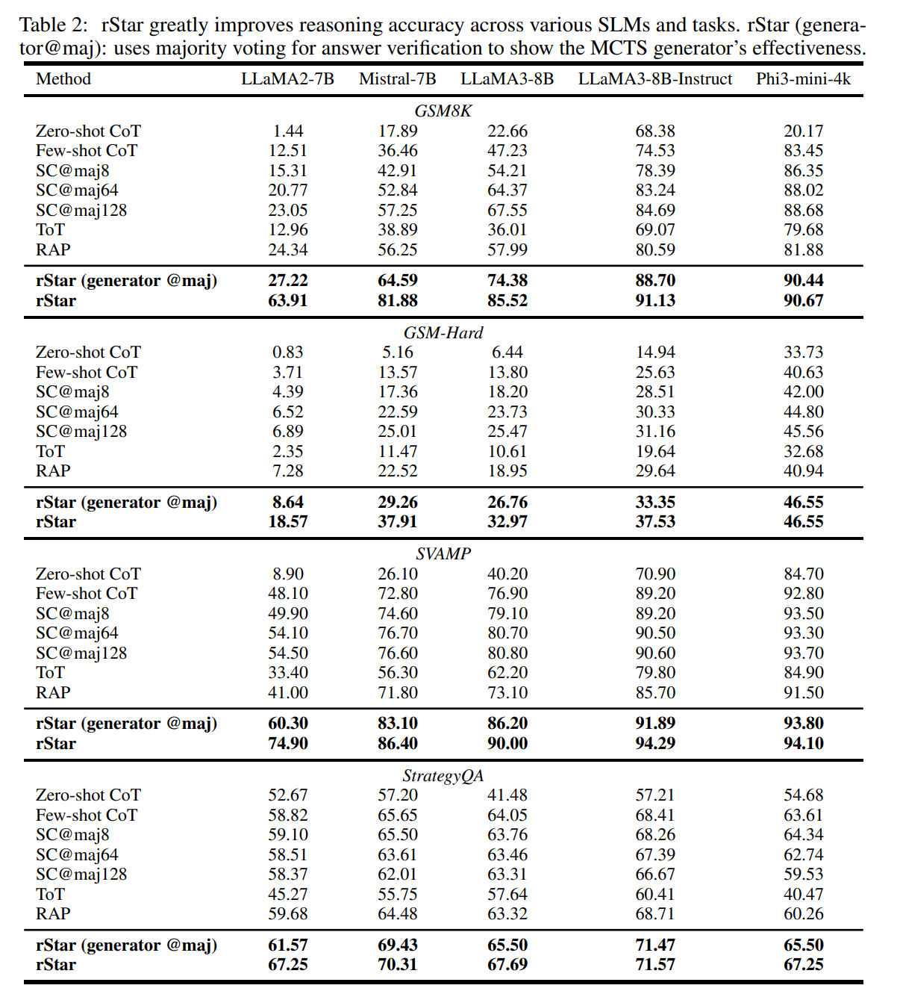 Table 2: rStar greatly improves reasoning accuracy across various SLMs and tasks. rStar (genera-
tor@maj): uses majority voting for answer verification to show the MCTS generator's effectiveness.
Method LLaMA2-7B Mistral-7B LLaMA3-8B LLaMA3-8B-Instruct Phi3-mini-4k
GSM8K
Zero-shot CoT 1.44 17.89 22.66 68.38 20.17
Few-shot CoT 12.51 36.46 47.23 74.53 83.45
SC@maj8 15.31 42.91 54.21 78.39 86.35
SC@maj64 20.77 52.84 64.37 83.24 88.02
SC@maj128 23.05 57.25 67.55 84.69 88.68
ToT 12.96 38.89 36.01 69.07 79.68
RAP 24.34 56.25 57.99 80.59 81.88
rStar (generator @maj) 27.22 64.59 74.38 88.70 90.44
rStar 63.91 81.88 85.52 91.13 90.67
GSM-Hard
Zero-shot CoT 0.83 5.16 6.44 14.94 33.73
Few-shot CoT 3.71 13.57 13.80 25.63 40.63
SC@maj8 4.39 17.36 18.20 28.51 42.00
SC@maj64 6.52 22.59 23.73 30.33 44.80
SC@maj128 6.89 25.01 25.47 31.16 45.56
ToT 2.35 11.47 10.61 19.64 32.68
RAP 7.28 22.52 18.95 29.64 40.94
rStar (generator @maj) 8.64 29.26 26.76 33.35 46.55
rStar 18.57 37.91 32.97 37.53 46.55
SVAMP
Zero-shot CoT 8.90 26.10 40.20 70.90 84.70
Few-shot CoT 48.10 72.80 76.90 89.20 92.80
SC@maj8 49.90 74.60 79.10 89.20 93.50
SC@maj64 54.10 76.70 80.70 90.50 93.30
SC@maj128 54.50 76.60 80.80 90.60 93.70
ToT 33.40 56.30 62.20 79.80 84.90
RAP 41.00 71.80 73.10 85.70 91.50
rStar (generator @maj) 60.30 83.10 86.20 91.89 93.80
rStar 74.90 86.40 90.00 94.29 94.10
StrategyQA
Zero-shot CoT 52.67 57.20 41.48 57.21 54.68
Few-shot CoT 58.82 65.65 64.05 68.41 63.61
SC@maj8 59.10 65.50 63.76 68.26 64.34
SC@maj64 58.51 63.61 63.46 67.39 62.74
SC@maj128 58.37 62.01 63.31 66.67 59.53
ToT 45.27 55.75 57.64 60.41 40.47
RAP 59.68 64.48 63.32 68.71 60.26
rStar (generator @maj) 61.57 69.43 65.50 71.47 65.50
rStar 67.25 70.31 67.69 71.57 67.25